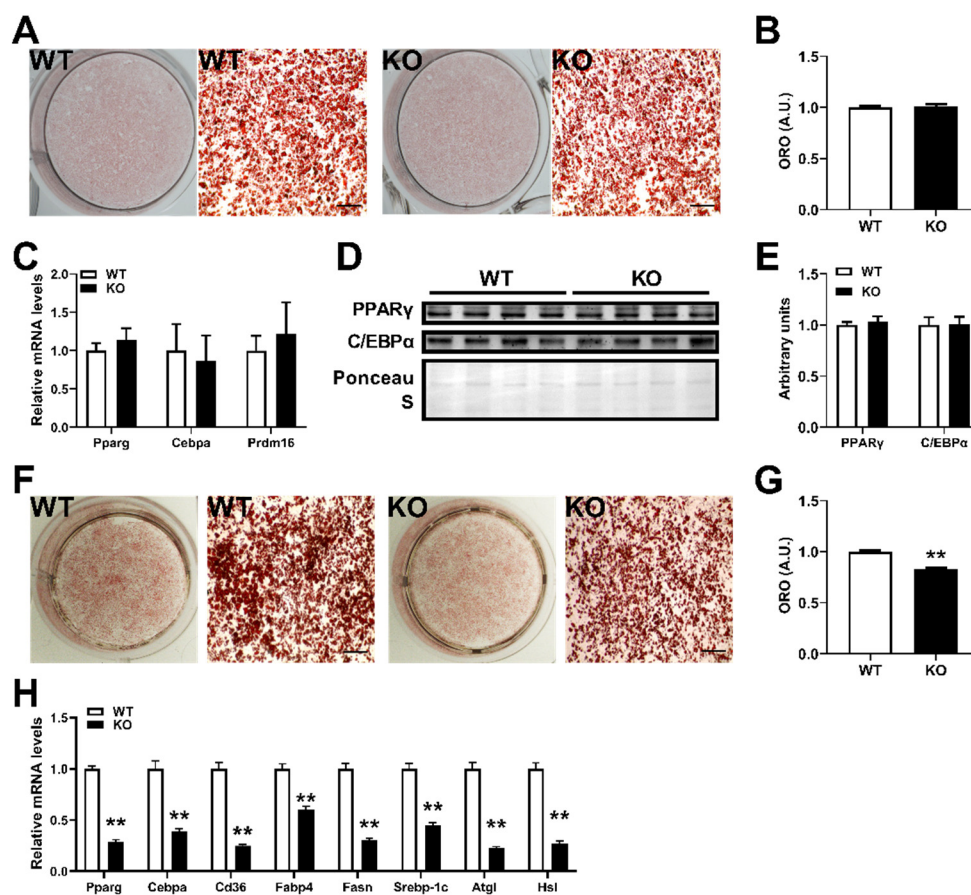 A
WT
WT
KO
KO
B
ORO (A.U.)
1.5
1.0
0.5
0.0
WT
KO
C
Relative mRNA levels
WT
KO
2.0
1.5
1.0
0.5
0.0
Pparg
Cebpa
Prdm16
D
WT
KO
PPARγ
C/EBPα
Ponceau
S
E
Arbitrary units
WT
KO
1.5
1.0
0.5
0.0
PPARγ
C/EBPα
F
WT
WT
KO
KO
G
ORO (A.U.)
1.5
1.0
0.5
0.0
**
WT
KO
H
Relative mRNA levels
WT
KO
1.5
1.0
0.5
0.0
** ** ** ** ** ** ** **
Pparg Cebpa Cd36 Fabp4 Fasn Srebp-1c Atgl Hsl